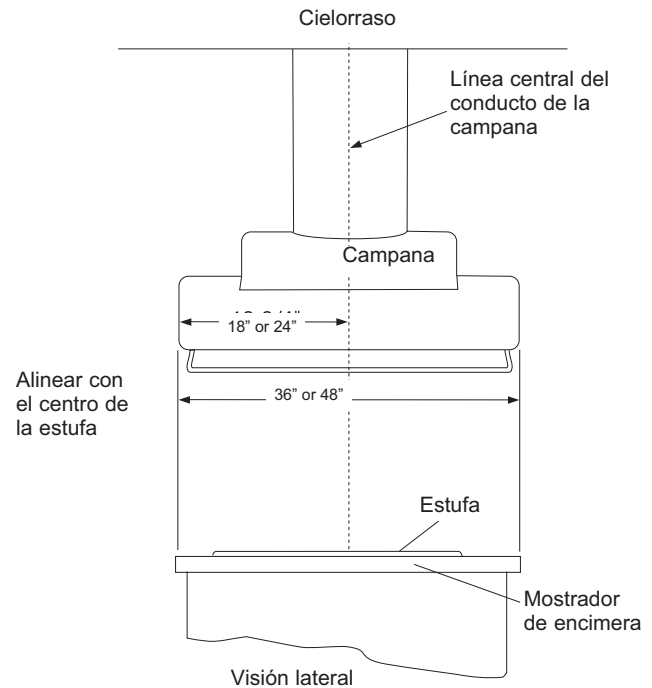 Cielorraso
Línea central del
conducto de la
campana
Campana
18” or 24”
Alinear con
el centro de
la estufa
36” or 48”
Estufa
Mostrador
de encimera
Visión lateral